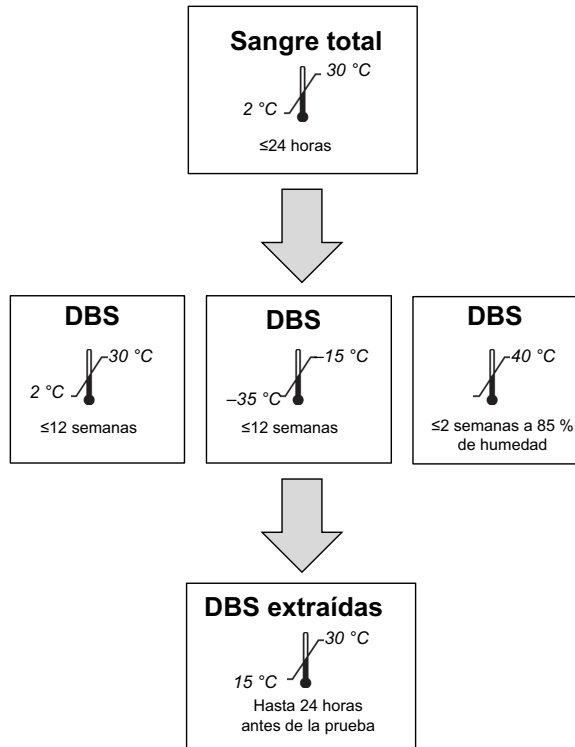 Sangre total
30 °C
2 °C
≤24 horas
DBS
30 °C
2 °C
≤12 semanas
DBS
–15 °C
–35 °C
≤12 semanas
DBS
40 °C
≤2 semanas a 85 %
de humedad
DBS extraídas
30 °C
15 °C
Hasta 24 horas
antes de la prueba